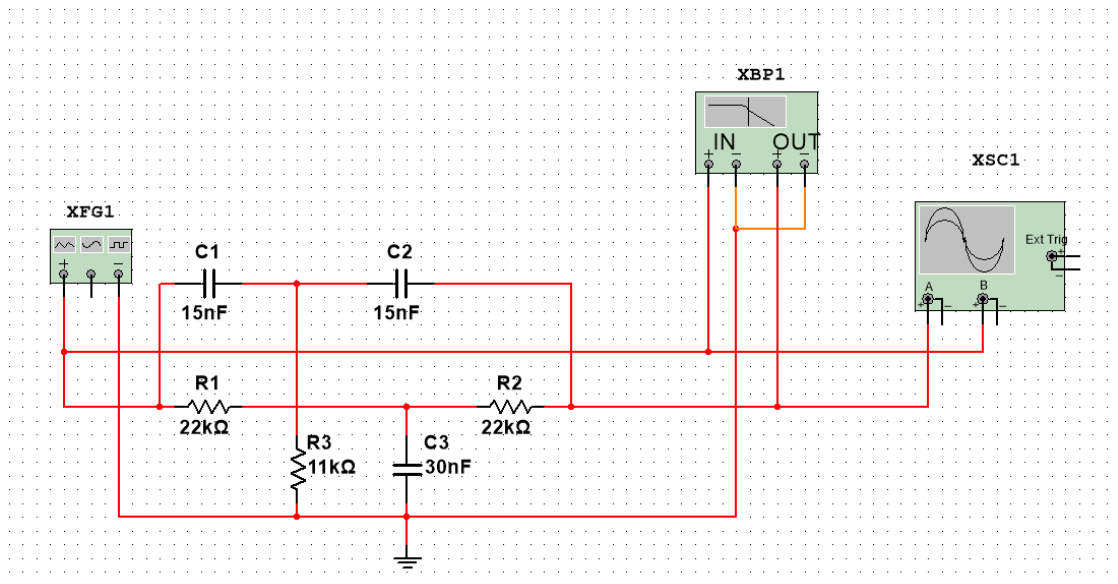 XBP1
IN OUT
+ − + −
XSC1
Ext Trig
+
−
A B
+ − + −
XFG1
+ −
C1
15nF
C2
15nF
R1
22kΩ
R2
22kΩ
R3
11kΩ
C3
30nF